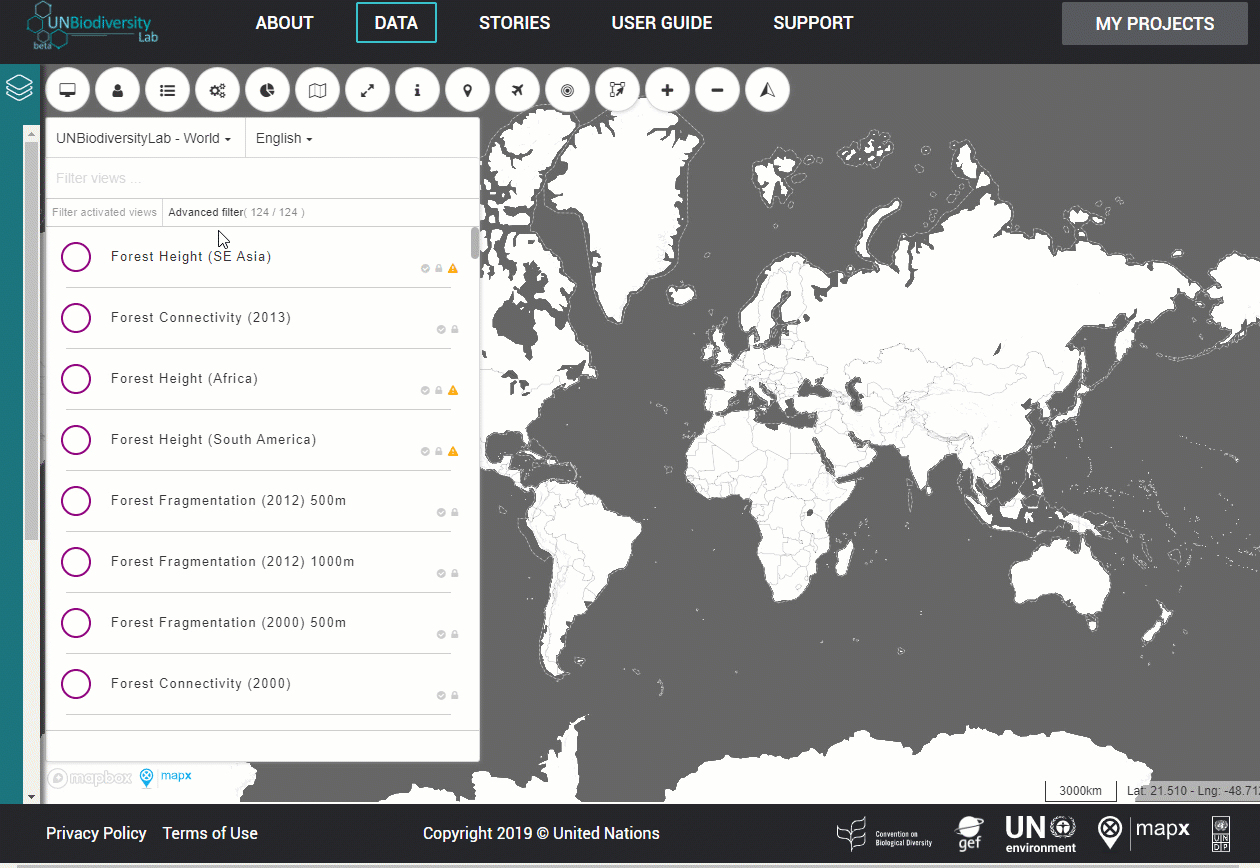 UNBiodiversity
Lab
beta
ABOUT
DATA
STORIES
USER GUIDE
SUPPORT
MY PROJECTS
UNBiodiversityLab - World
English
Filter views ...
Filter activated views
Advanced filter( 124 / 124 )
Forest Height (SE Asia)
Forest Connectivity (2013)
Forest Height (Africa)
Forest Height (South America)
Forest Fragmentation (2012) 500m
Forest Fragmentation (2012) 1000m
Forest Fragmentation (2000) 500m
Forest Connectivity (2000)
mapbox
mapx
3000km
Lat: 21.510 - Lng: -48.71
Privacy Policy
Terms of Use
Copyright 2019 © United Nations
Convention on
Biological Diversity
gef
UN
environment
mapx
U N
D P